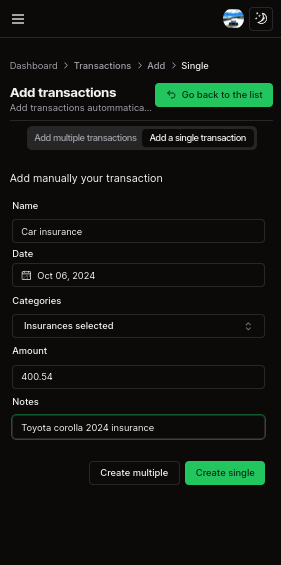 Dashboard > Transactions > Add > Single
Add transactions
Go back to the list
Add transactions autommatica...
Add multiple transactions
Add a single transaction
Add manually your transaction
Name
Car insurance
Date
Oct 06, 2024
Categories
Insurances selected
Amount
400.54
Notes
Toyota corolla 2024 insurance
Create multiple
Create single